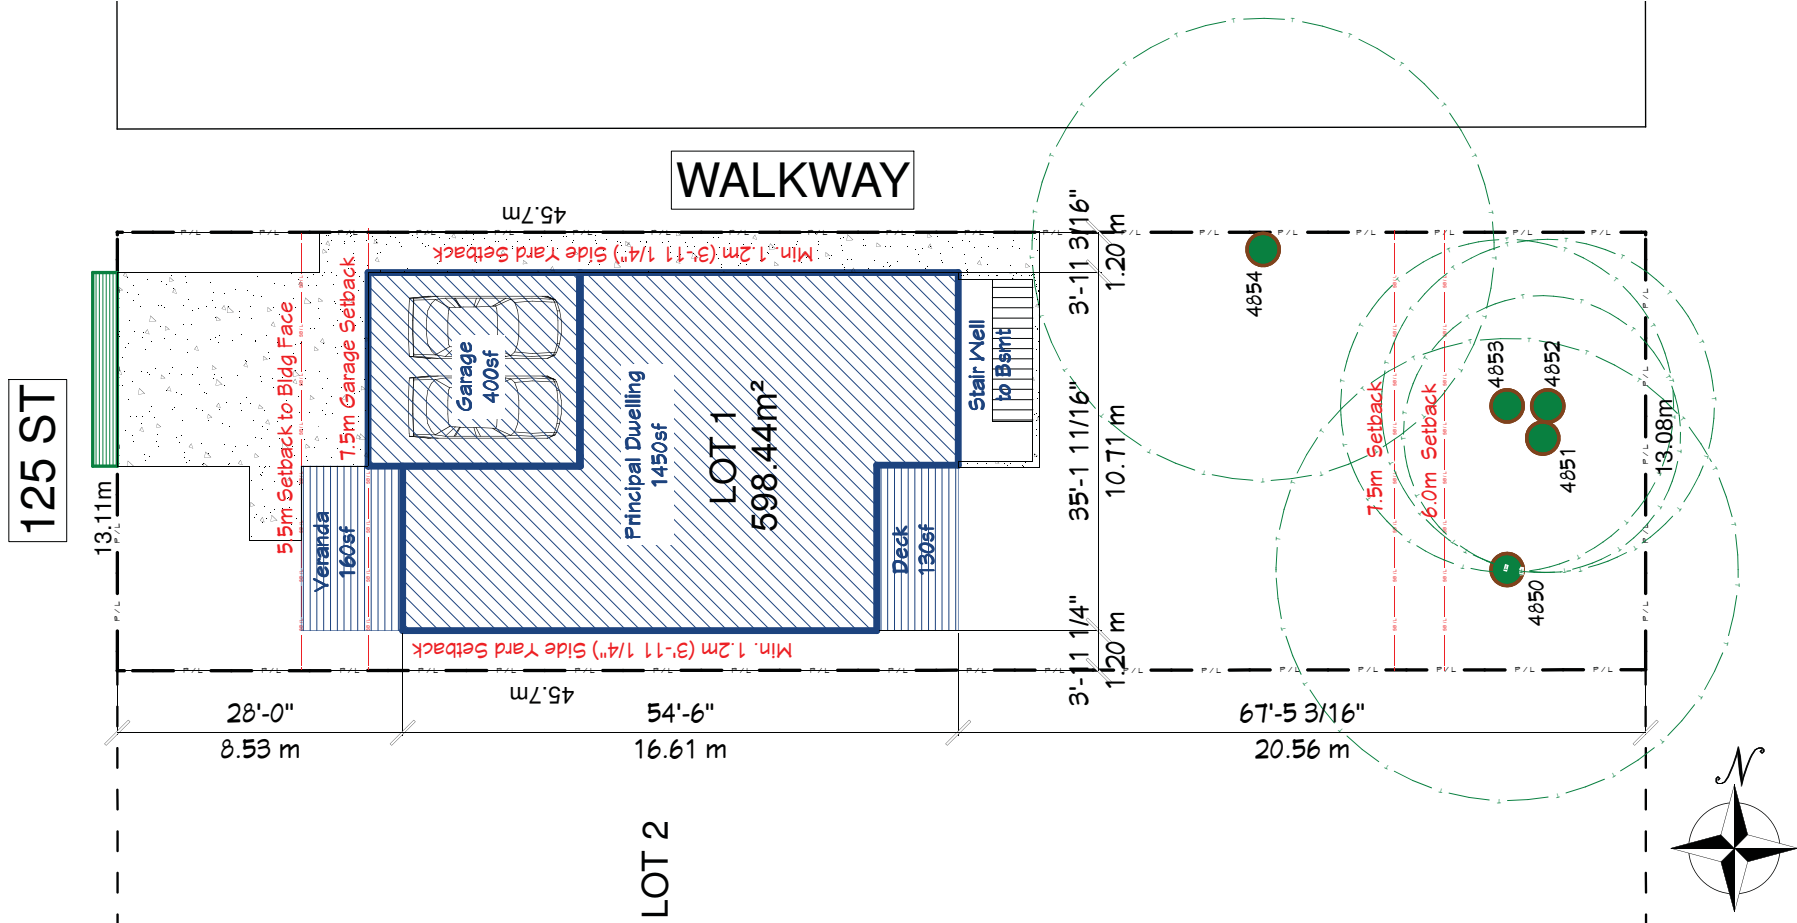 WALKWAY
45.7m
Min. 1.2m (3'-11 1/4") Side Yard Setback
3'-11 3/16"
1.20 m
125 ST
13.11m
5.5m Setback to Bldg Face
7.5m Garage Setback
Garage
400sf
Principal Dwelling
1450sf
LOT 1
598.44m²
Stair Well
to Bsmt
Veranda
160sf
Deck
130sf
35'-1 11/16"
10.71 m
4854
4853
4852
4851
4850
7.5m Setback
6.0m Setback
13.08m
Min. 1.2m (3'-11 1/4") Side Yard Setback
3'-11 1/4"
1.20 m
45.7m
28'-0"
8.53 m
54'-6"
16.61 m
67'-5 3/16"
20.56 m
LOT 2
N
P/L